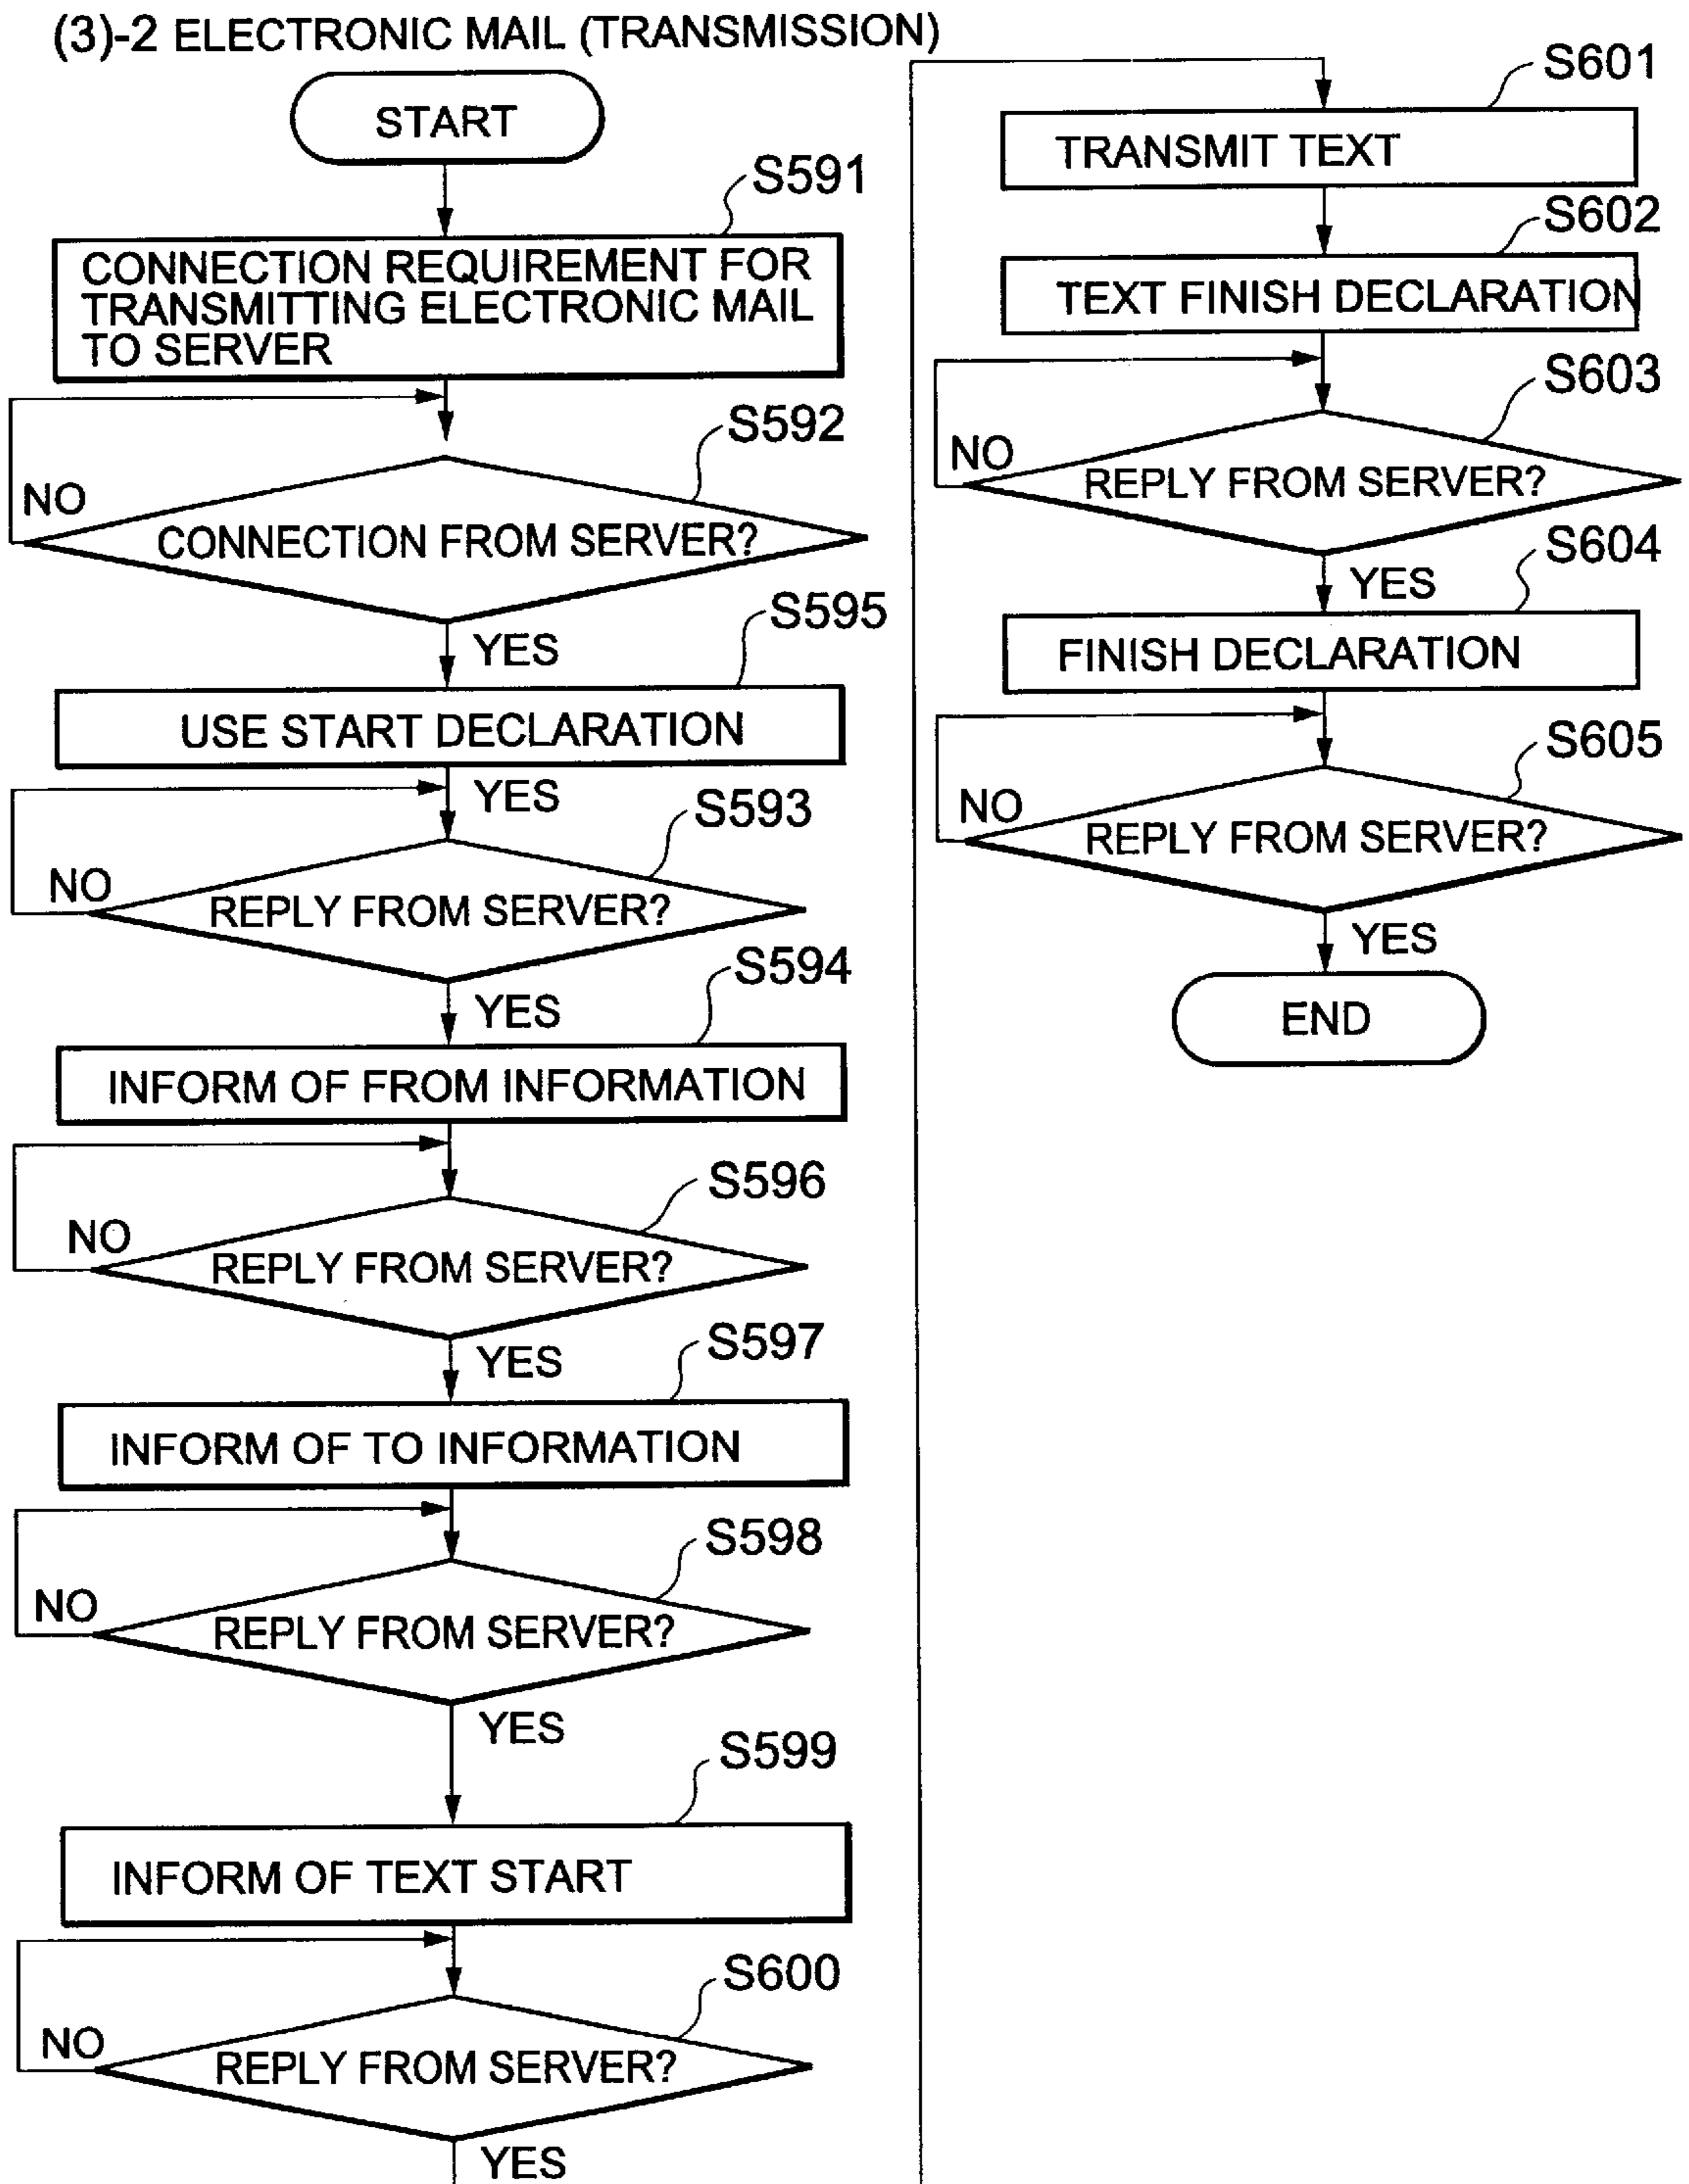 (3)-2 ELECTRONIC MAIL (TRANSMISSION)
START
S591
CONNECTION REQUIREMENT FOR
TRANSMITTING ELECTRONIC MAIL
TO SERVER
S592
NO
CONNECTION FROM SERVER?
YES
S595
USE START DECLARATION
YES
S593
NO
REPLY FROM SERVER?
YES
S594
INFORM OF FROM INFORMATION
S596
NO
REPLY FROM SERVER?
YES
S597
INFORM OF TO INFORMATION
S598
NO
REPLY FROM SERVER?
YES
S599
INFORM OF TEXT START
S600
NO
REPLY FROM SERVER?
YES
S601
TRANSMIT TEXT
S602
TEXT FINISH DECLARATION
S603
NO
REPLY FROM SERVER?
YES
S604
FINISH DECLARATION
S605
NO
REPLY FROM SERVER?
YES
END